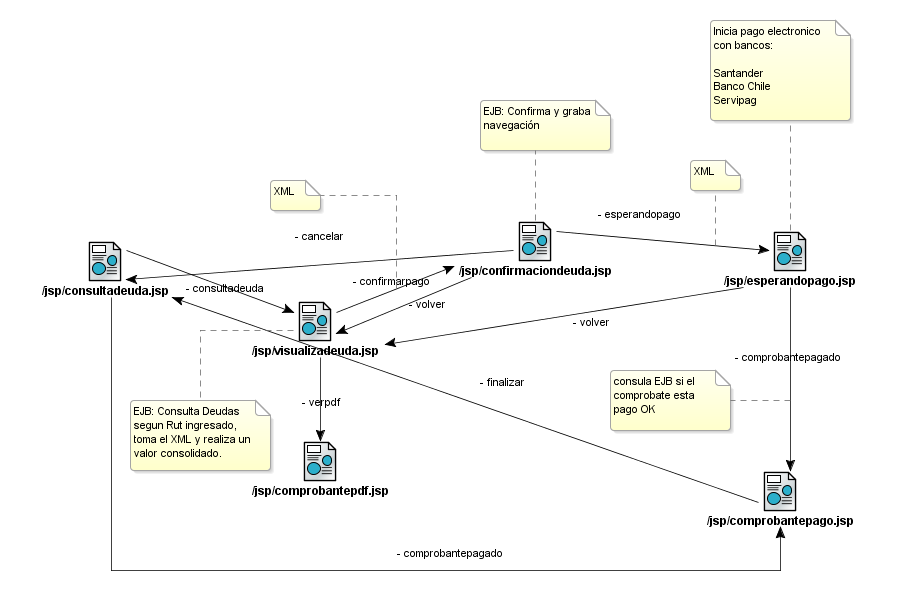 Inicia pago electronico
con bancos:
Santander
Banco Chile
Servipag
EJB: Confirma y graba
navegación
XML
XML
- esperandopago
- cancelar
/jsp/confirmaciondeuda.jsp
/jsp/esperandopago.jsp
/jsp/consultadeuda.jsp
- consultadeuda
- confirmarpago
- volver
- volver
/jsp/visualizadeuda.jsp
- comprobantepagado
- finalizar
consula EJB si el
comprobate esta
pago OK
- verpdf
EJB: Consulta Deudas
segun Rut ingresado,
toma el XML y realiza un
valor consolidado.
/jsp/comprobantepdf.jsp
/jsp/comprobantepago.jsp
- comprobantepagado